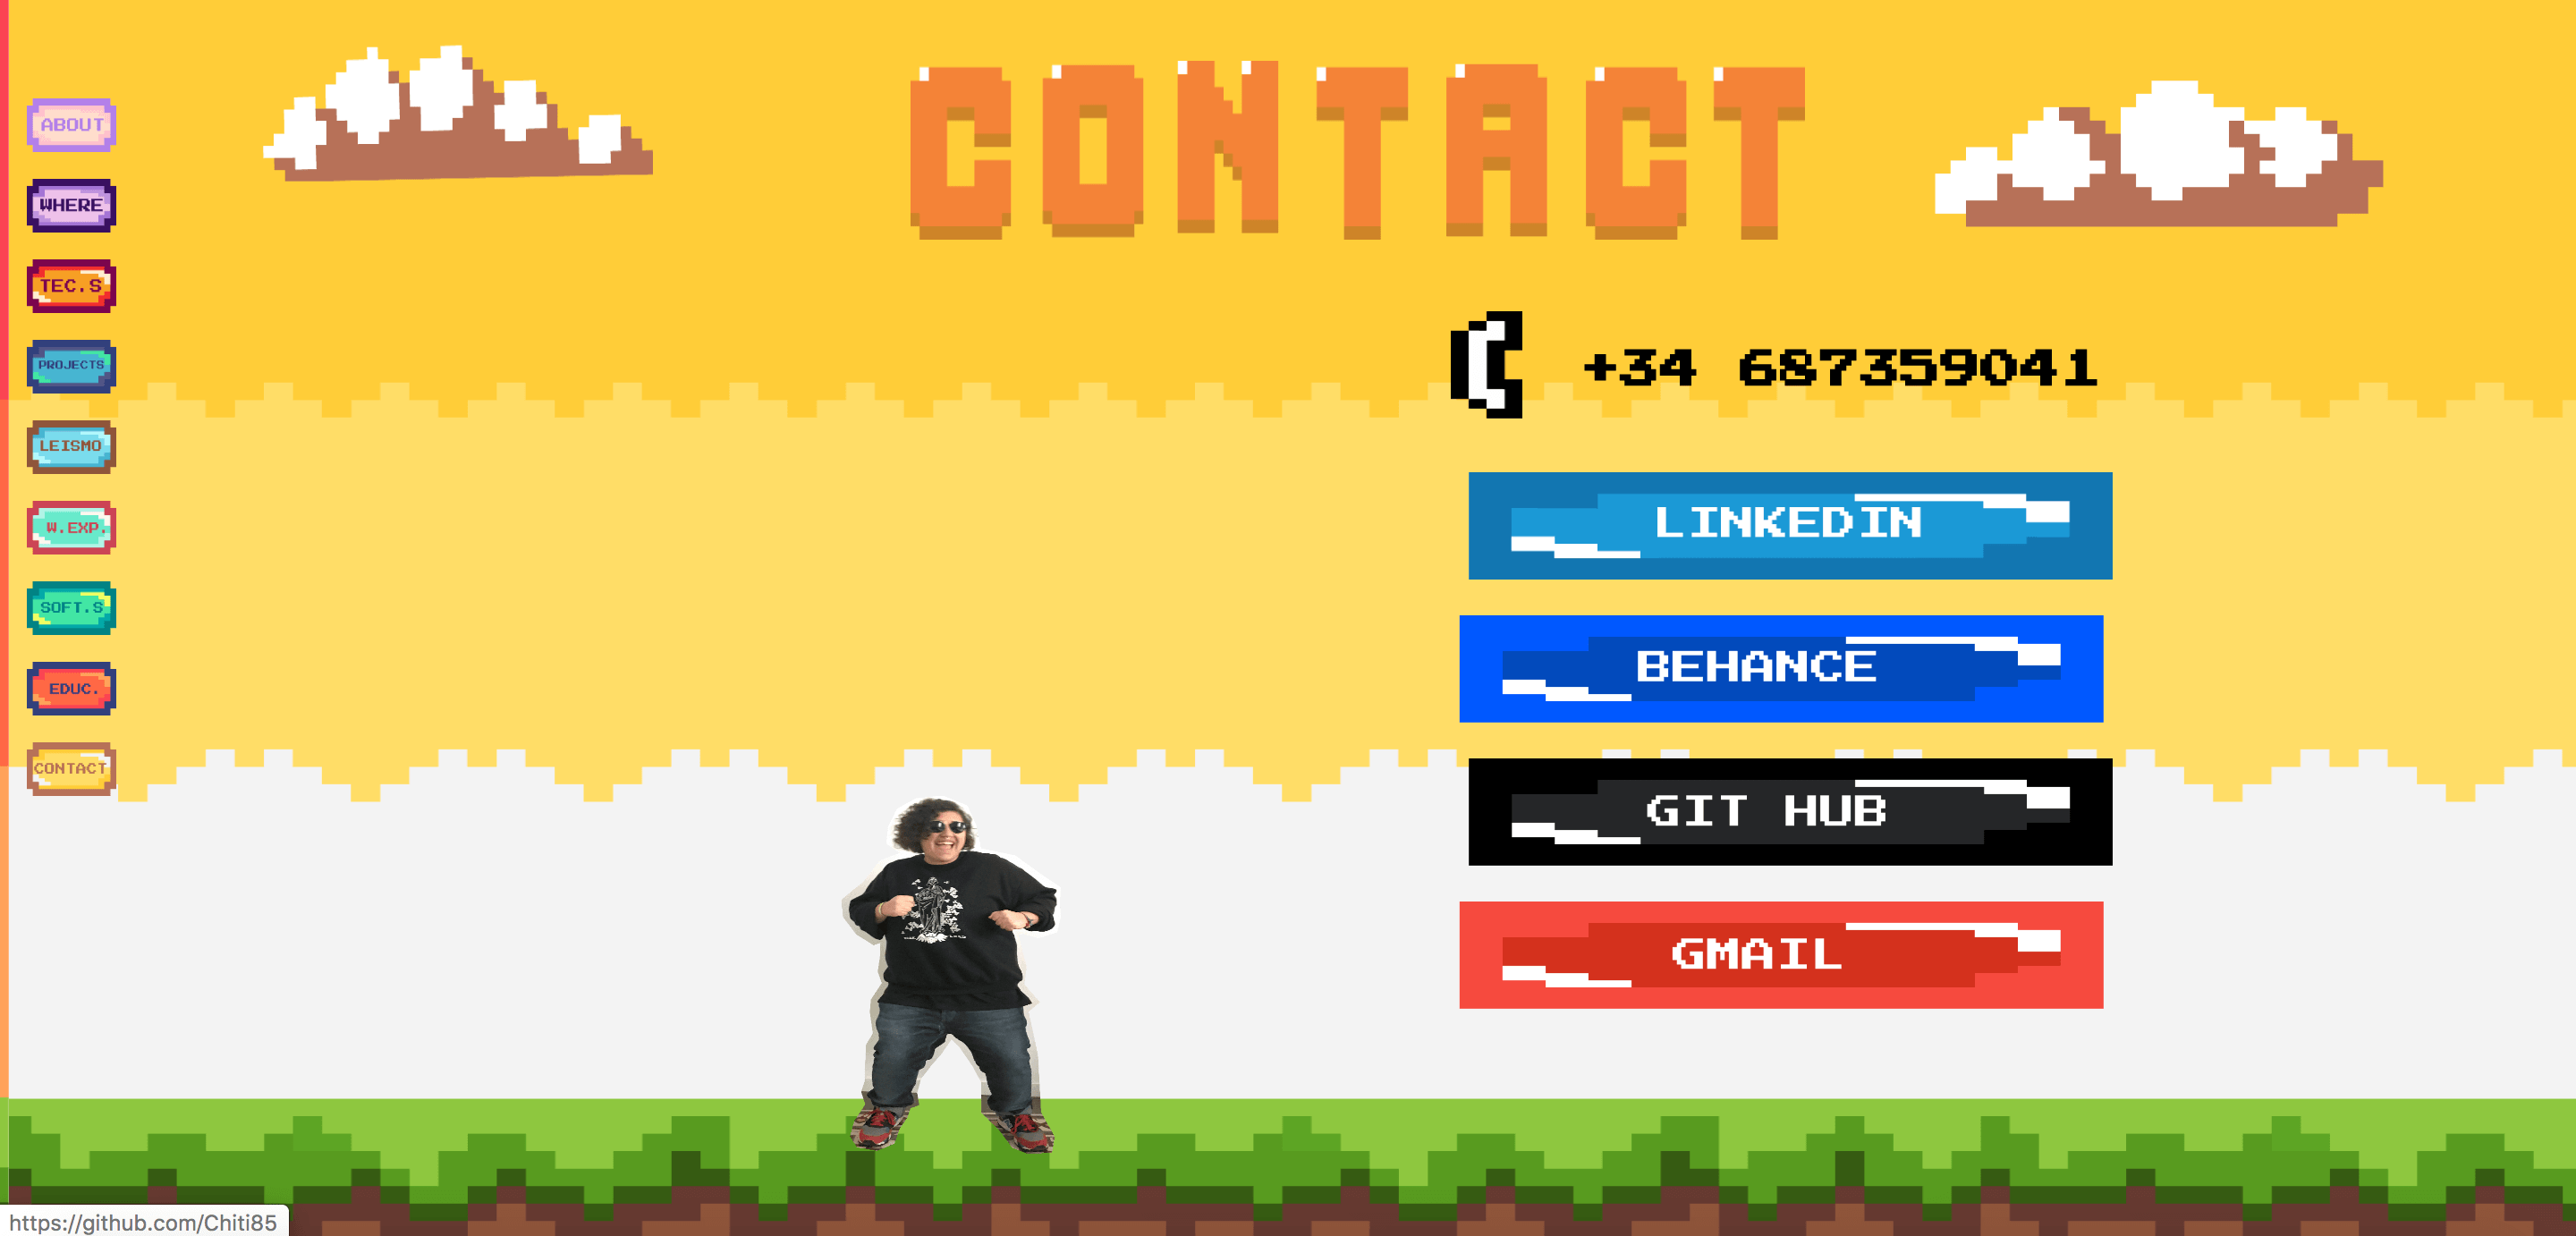 CONTACT
ABOUT
WHERE
TEC.S
PROJECTS
LEISMO
W.EXP.
SOFT.S
EDUC.
CONTACT
+34 687359041
LINKEDIN
BEHANCE
GIT HUB
GMAIL
https://github.com/Chiti85